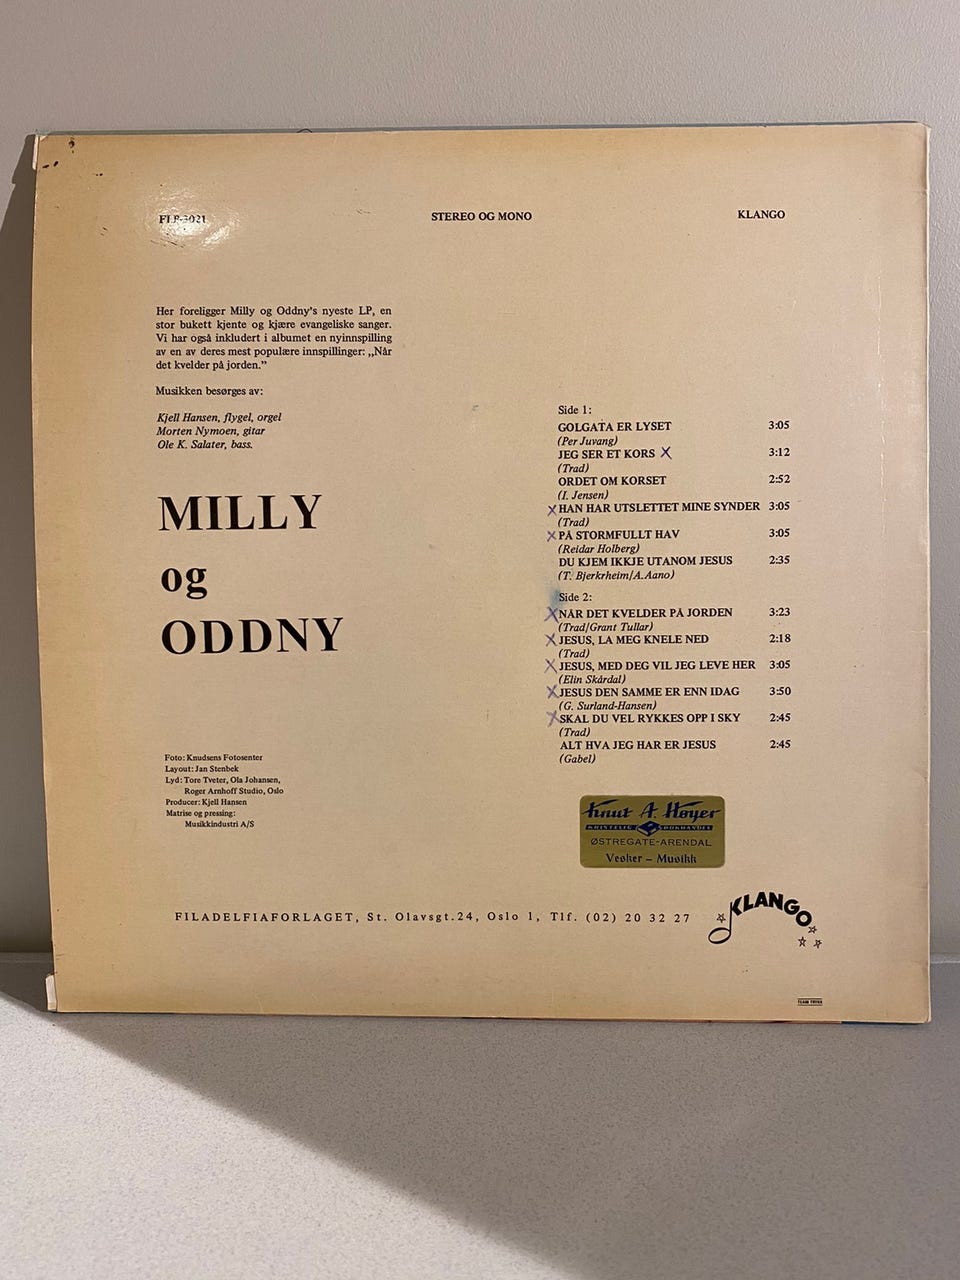 FLP-3021 STEREO OG MONO KLANGO
Her foreligger Milly og Oddny's nyeste LP, en
stor bukett kjente og kjære evangeliske sanger.
Vi har også inkludert i albumet en nyinnspilling
av en av deres mest populære innspillinger: „Når
det kvelder på jorden.”
Musikken besørges av:
Kjell Hansen, flygel, orgel
Morten Nymoen, gitar
Ole K. Salater, bass.
MILLY
og
ODDNY
Foto: Knudsens Fotosenter
Layout: Jan Stenbek
Lyd: Tore Tveter, Ola Johansen,
Roger Arnhoff Studio, Oslo
Producer: Kjell Hansen
Matrise og pressing:
Musikkindustri A/S
Side 1:
GOLGATA ER LYSET 3:05
(Per Juvang)
JEG SER ET KORS X 3:12
(Trad)
ORDET OM KORSET 2:52
(I. Jensen)
X HAN HAR UTSLETTET MINE SYNDER 3:05
(Trad)
X PÅ STORMFULLT HAV 3:05
(Reidar Holberg)
DU KJEM IKKJE UTANOM JESUS 2:35
(T. Bjerkrheim/A.Aano)
Side 2:
X NÅR DET KVELDER PÅ JORDEN 3:23
(Trad/Grant Tullar)
X JESUS, LA MEG KNELE NED 2:18
(Trad)
X JESUS, MED DEG VIL JEG LEVE HER 3:05
(Elin Skårdal)
X JESUS DEN SAMME ER ENN IDAG 3:50
(G. Surland-Hansen)
X SKAL DU VEL RYKKES OPP I SKY 2:45
(Trad)
ALT HVA JEG HAR ER JESUS 2:45
(Gabel)
Knut A. Høyer
KRISTELIG BOKHANDEL
ØSTREGATE-ARENDAL
Vesker – Musikk
FILADELFIAFORLAGET, St. Olavsgt.24, Oslo 1, Tlf. (02) 20 32 27
KLANGO